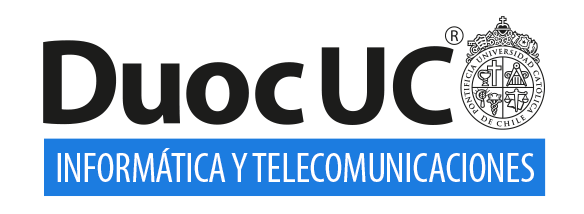 DuocUC®
PONTIFICIA UNIVERSIDAD CATOLICA DE CHILE
INFORMÁTICA Y TELECOMUNICACIONES